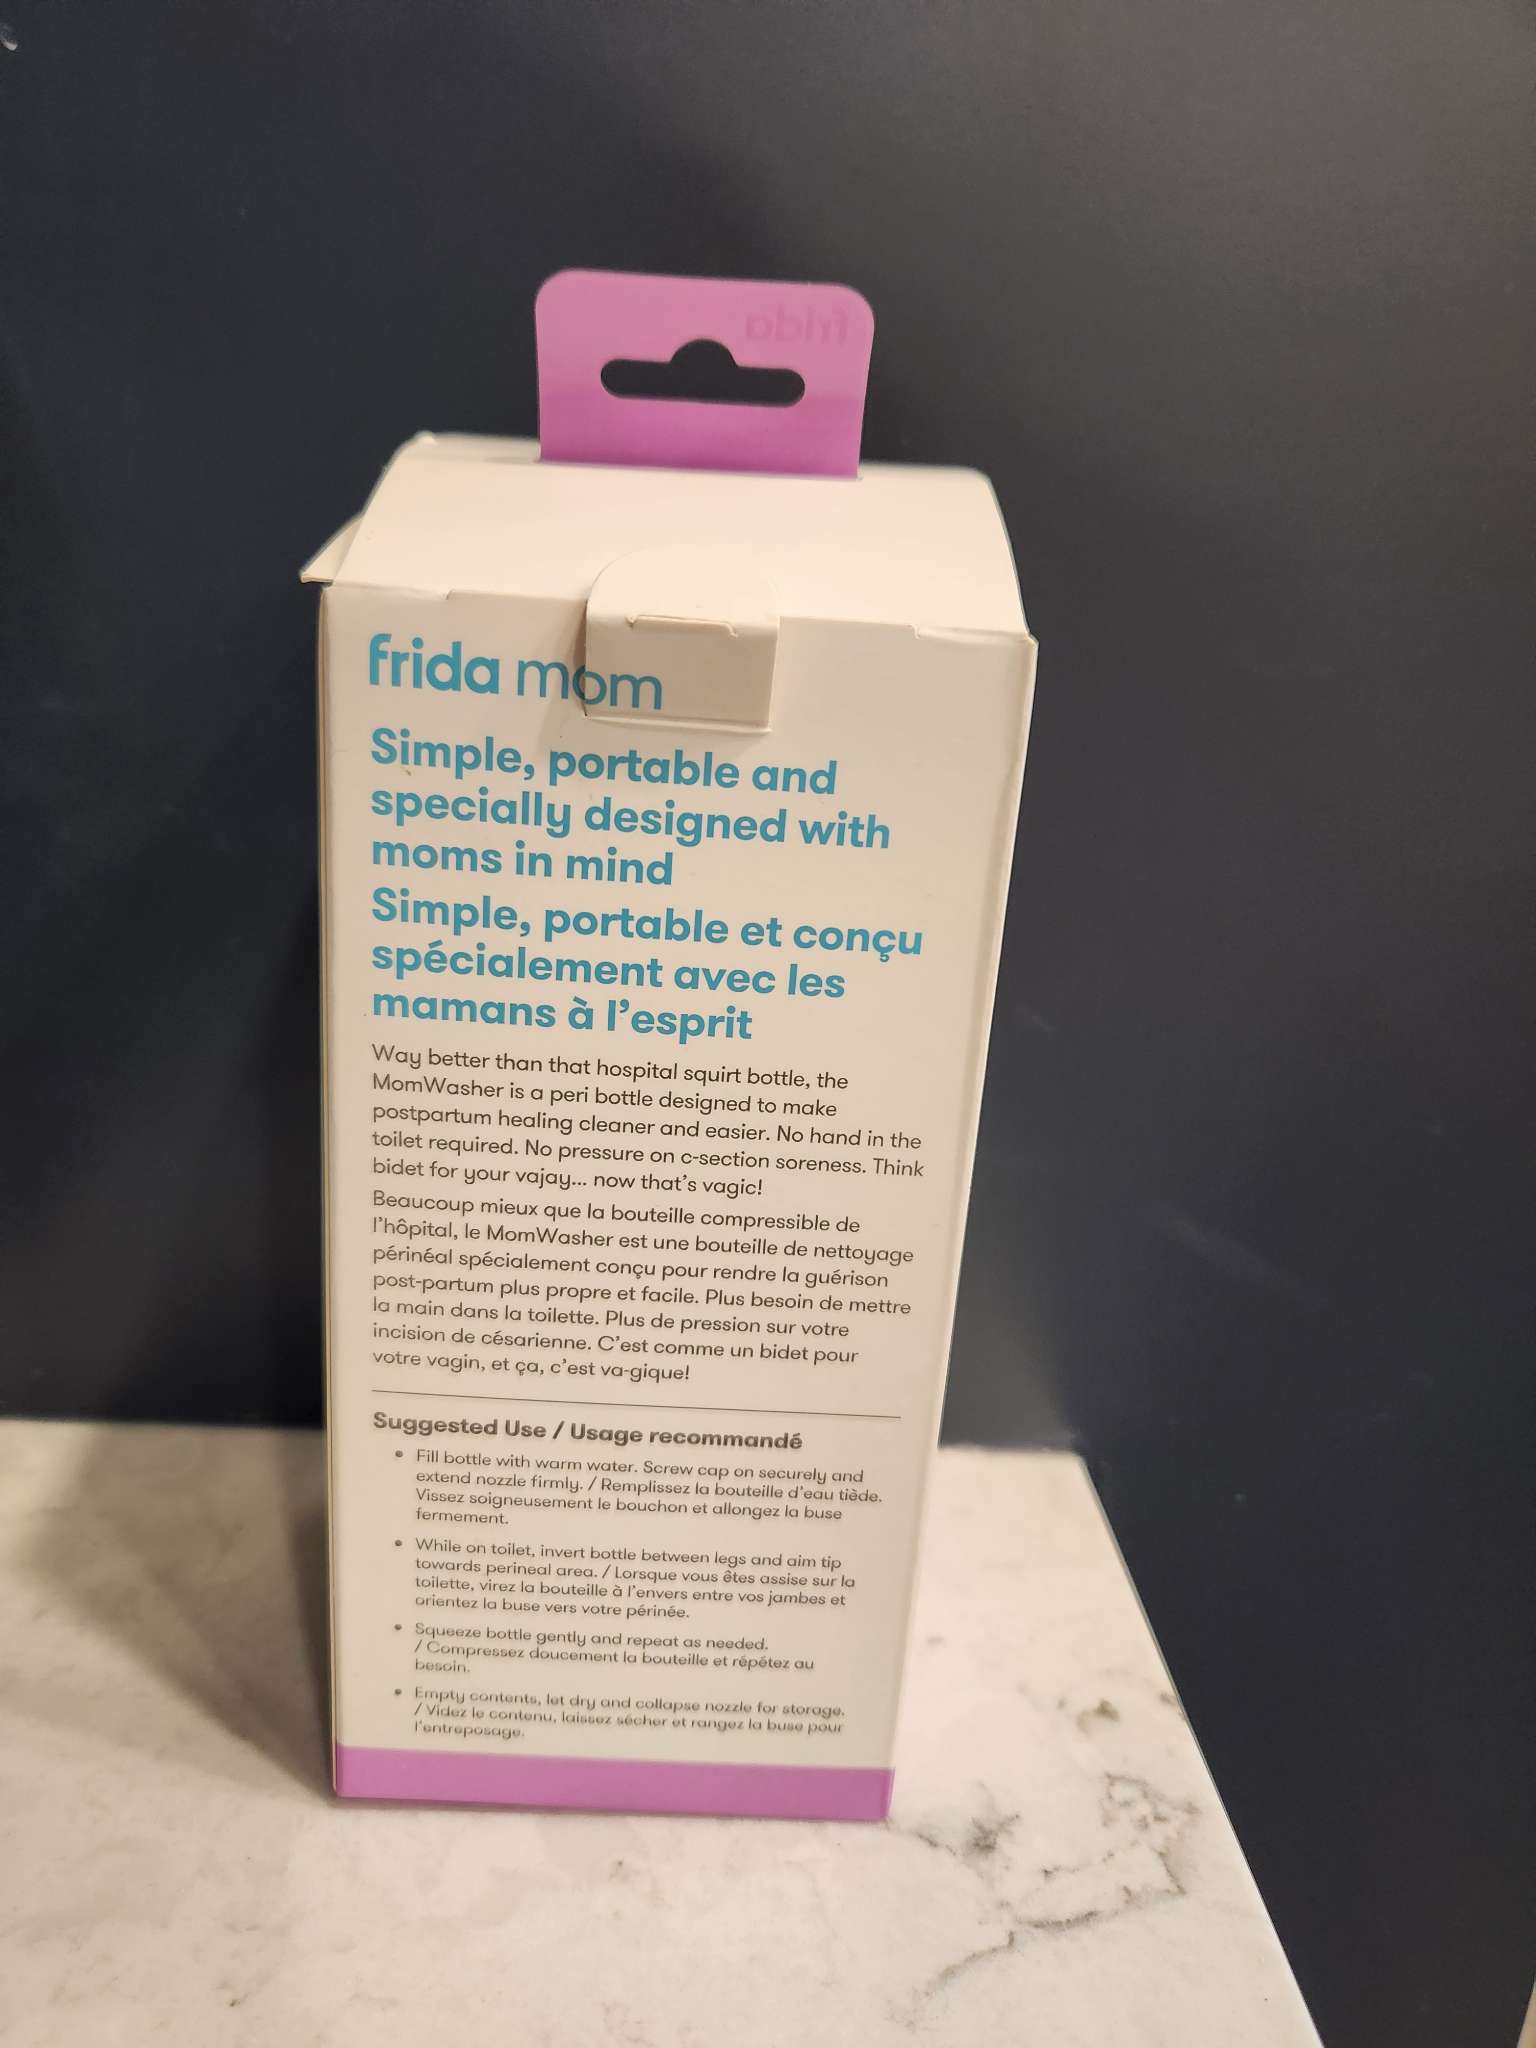 frida
frida mom
Simple, portable and
specially designed with
moms in mind
Simple, portable et conçu
spécialement avec les
mamans à l'esprit
Way better than that hospital squirt bottle, the
MomWasher is a peri bottle designed to make
postpartum healing cleaner and easier. No hand in the
toilet required. No pressure on c-section soreness. Think
bidet for your vajay... now that's vagic!
Beaucoup mieux que la bouteille compressible de
l'hôpital, le MomWasher est une bouteille de nettoyage
périnéal spécialement conçu pour rendre la guérison
post-partum plus propre et facile. Plus besoin de mettre
la main dans la toilette. Plus de pression sur votre
incision de césarienne. C'est comme un bidet pour
votre vagin, et ça, c'est va-gique!
Suggested Use / Usage recommandé
• Fill bottle with warm water. Screw cap on securely and
extend nozzle firmly. / Remplissez la bouteille d'eau tiède.
Vissez soigneusement le bouchon et allongez la buse
fermement.
• While on toilet, invert bottle between legs and aim tip
towards perineal area. / Lorsque vous êtes assise sur la
toilette, virez la bouteille à l'envers entre vos jambes et
orientez la buse vers votre périnée.
• Squeeze bottle gently and repeat as needed.
/ Compressez doucement la bouteille et répétez au
besoin.
• Empty contents, let dry and collapse nozzle for storage.
/ Videz le contenu, laissez sécher et rangez la buse pour
l'entreposage.